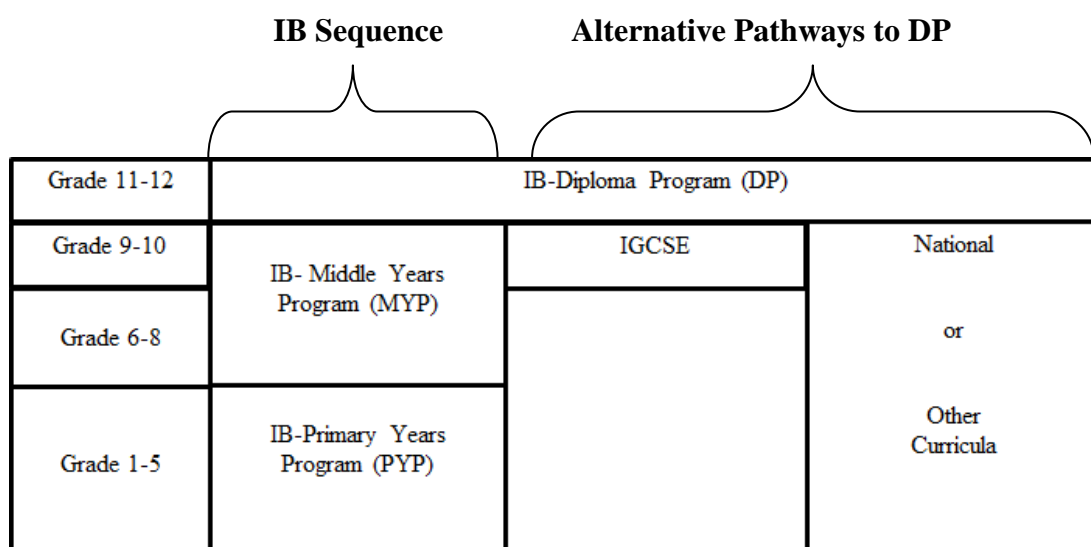 IB Sequence
Alternative Pathways to DP
Grade 11-12
IB-Diploma Program (DP)
Grade 9-10
IB- Middle Years
Program (MYP)
IGCSE
National
Grade 6-8
or
Grade 1-5
IB-Primary Years
Program (PYP)
Other
Curricula